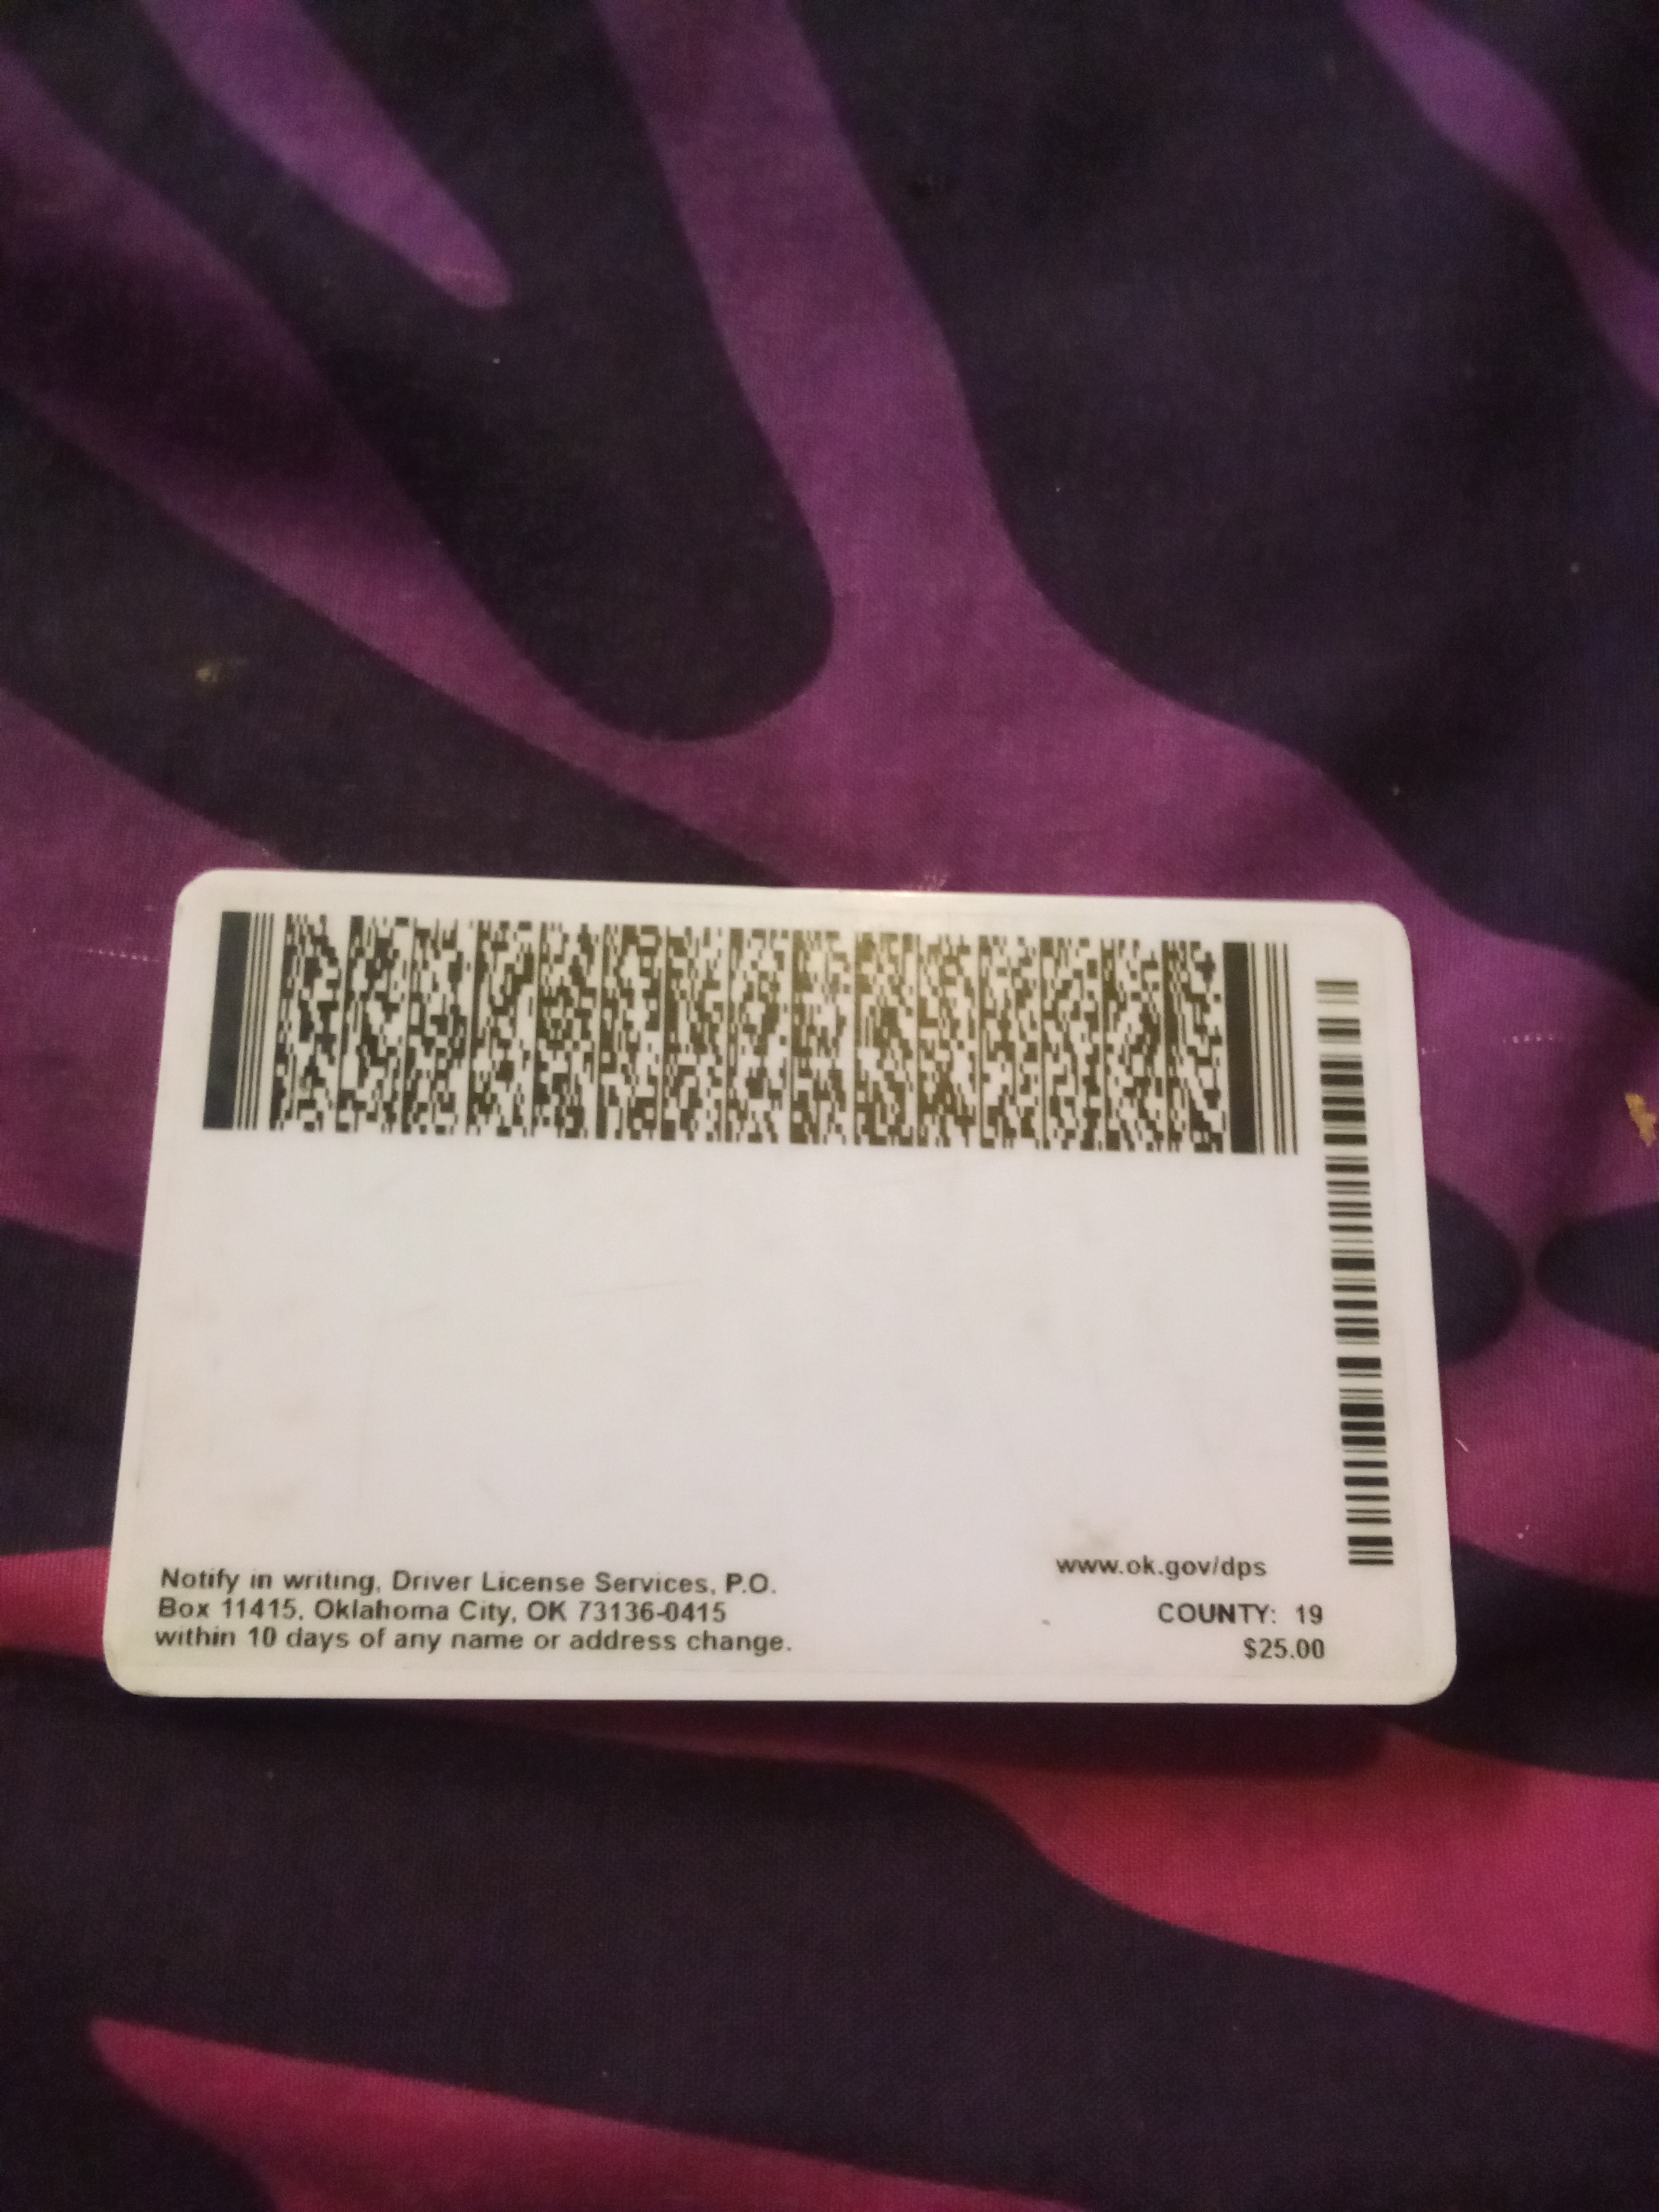 Notify in writing, Driver License Services, P.O.
Box 11415, Oklahoma City, OK 73136-0415
within 10 days of any name or address change.
www.ok.gov/dps
COUNTY: 19
$25.00